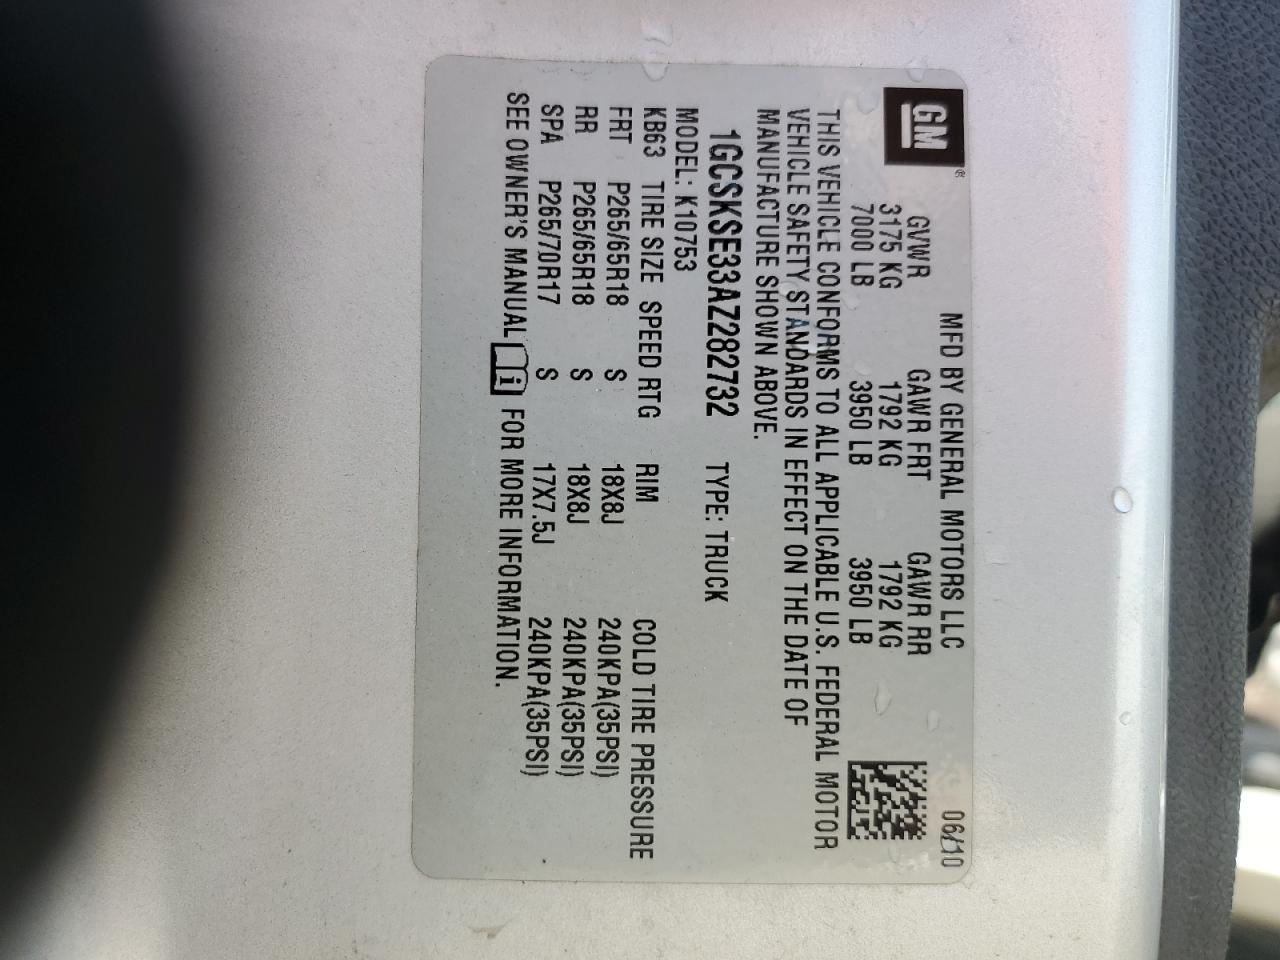 GM®
MFD BY GENERAL MOTORS LLC 06/10
GVWR GAWR FRT GAWR RR
3175 KG 1792 KG 1792 KG
7000 LB 3950 LB 3950 LB
THIS VEHICLE CONFORMS TO ALL APPLICABLE U.S. FEDERAL MOTOR
VEHICLE SAFETY STANDARDS IN EFFECT ON THE DATE OF
MANUFACTURE SHOWN ABOVE.
1GCSKSE33AZ282732 TYPE: TRUCK
MODEL: K10753
KB63 TIRE SIZE SPEED RTG RIM COLD TIRE PRESSURE
FRT P265/65R18 S 18X8J 240KPA(35PSI)
RR P265/65R18 S 18X8J 240KPA(35PSI)
SPA P265/70R17 S 17X7.5J 240KPA(35PSI)
SEE OWNER'S MANUAL i FOR MORE INFORMATION.